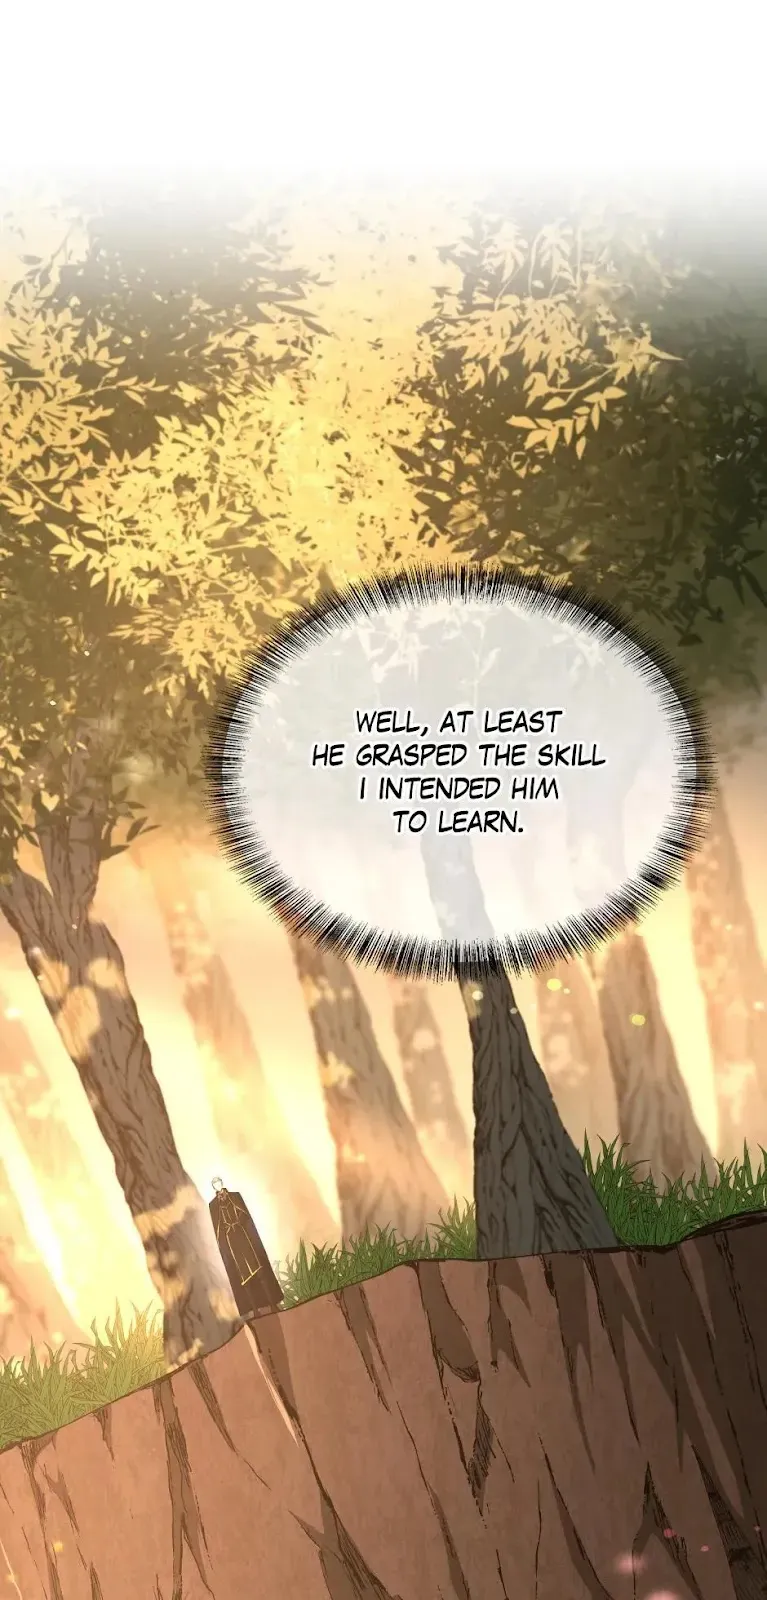 WELL, AT LEAST
HE GRASPED THE SKILL
I INTENDED HIM
TO LEARN.